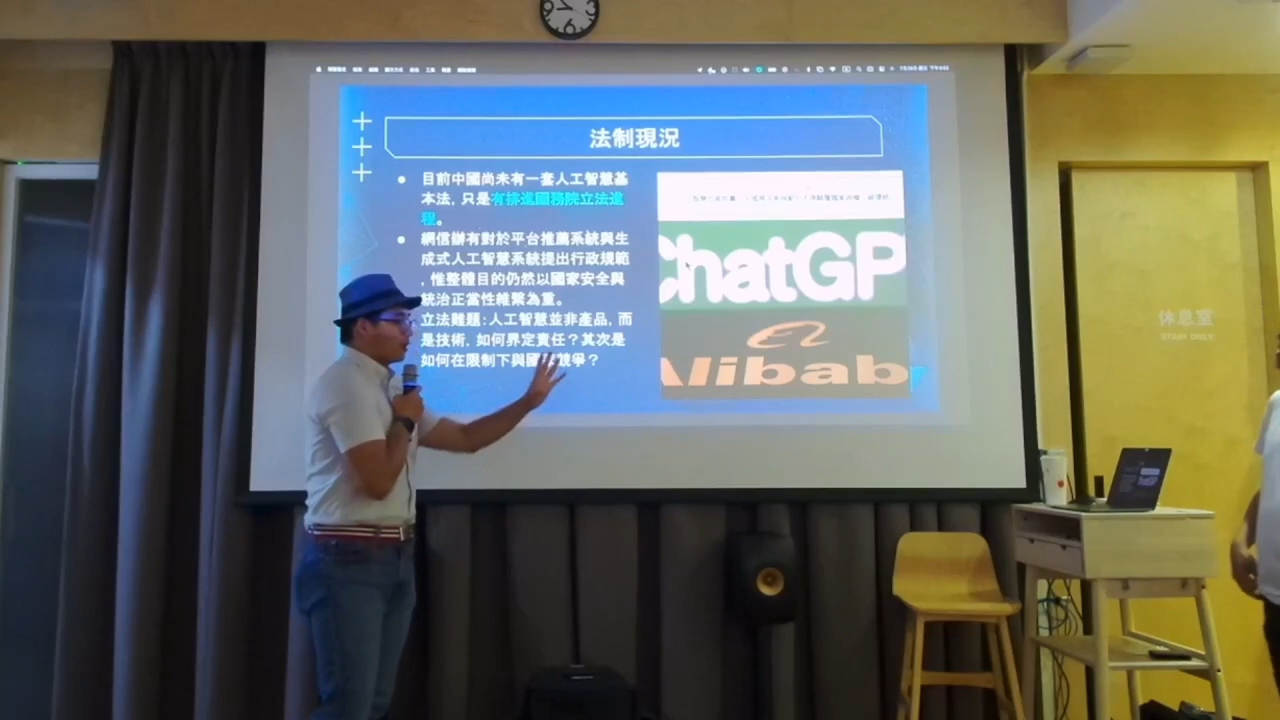 法制現況
目前中國尚未有一套人工智慧基
本法, 只是有排進國務院立法進
程。
網信辦有對於平台推薦系統與生
成式人工智慧系統提出行政規範
, 惟整體目的仍然以國家安全與
統治正當性維繫為重。
立法難題: 人工智慧並非產品, 而
是技術, 如何界定責任? 其次是
如何在限制下與國 競爭?
ChatGP
Alibab
休息室
STAFF ONLY